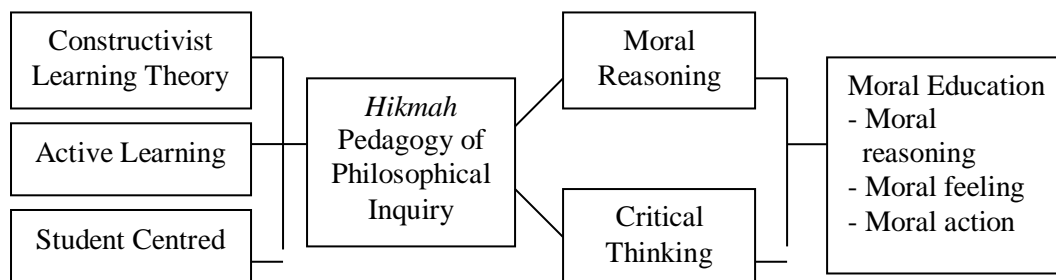 Constructivist
Learning Theory
Active Learning
Student Centred
Hikmah
Pedagogy of
Philosophical
Inquiry
Moral
Reasoning
Critical
Thinking
Moral Education
- Moral
reasoning
- Moral feeling
- Moral action